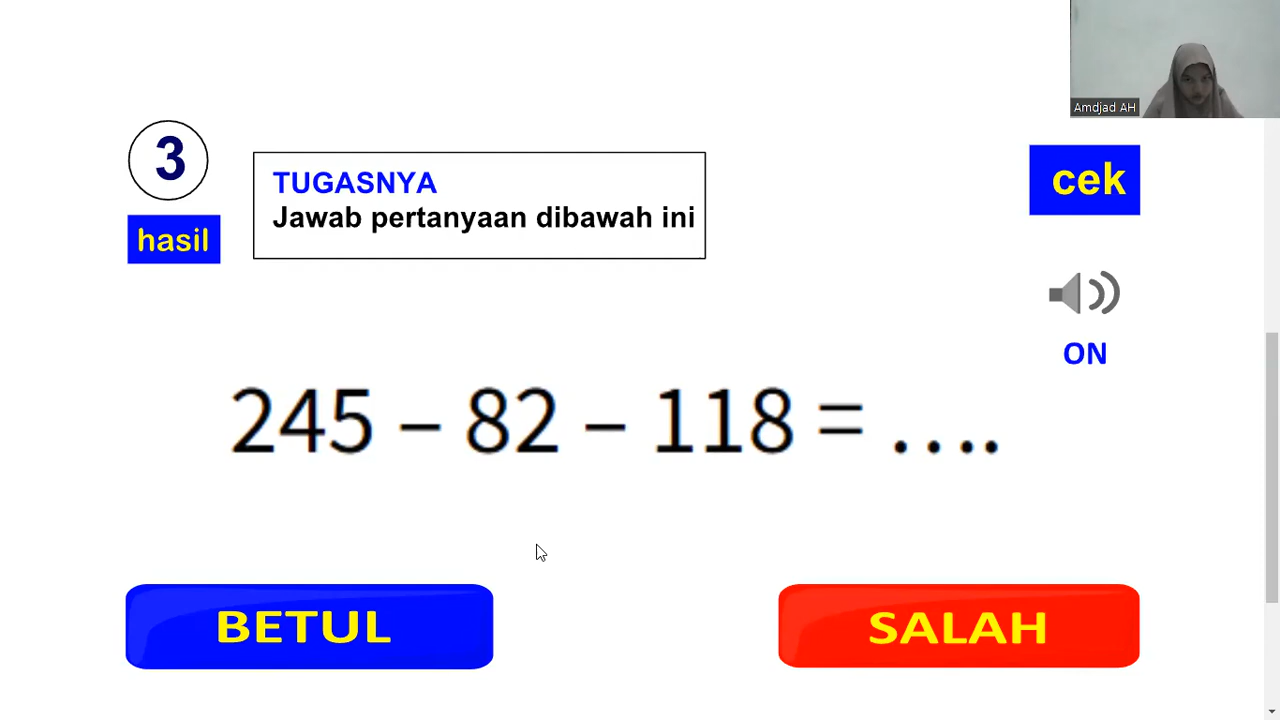 Amdjad AH
3
hasil
TUGASNYA
Jawab pertanyaan dibawah ini
cek
ON
245 – 82 – 118 = ....
BETUL
SALAH